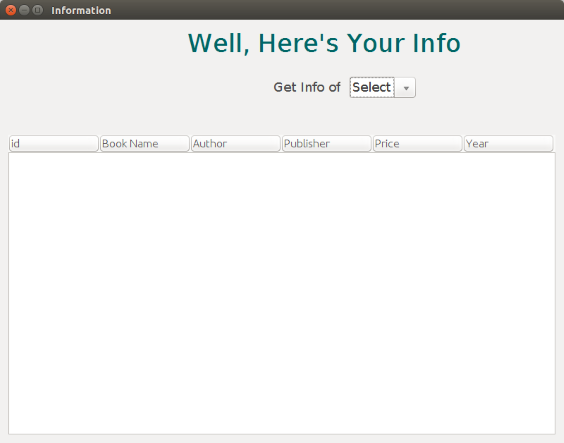 Information
Well, Here's Your Info
Get Info of Select
id Book Name Author Publisher Price Year